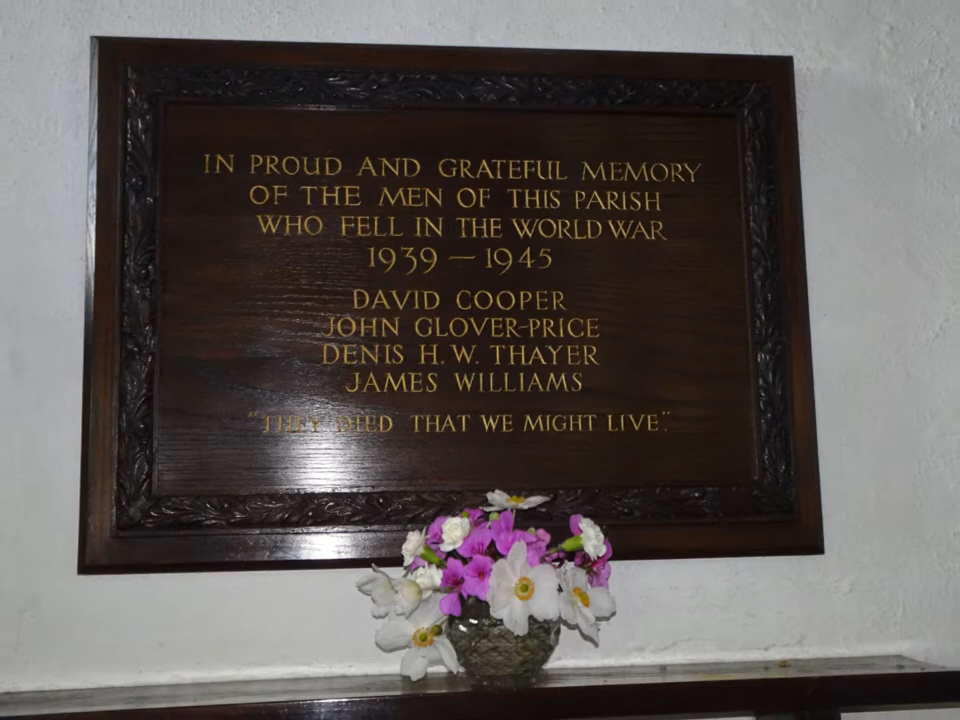 IN PROUD AND GRATEFUL MEMORY
OF THE MEN OF THIS PARISH
WHO FELL IN THE WORLD WAR
1939 — 1945
DAVID COOPER
JOHN GLOVER-PRICE
DENIS H. W. THAYER
JAMES WILLIAMS
"THEY DIED THAT WE MIGHT LIVE".